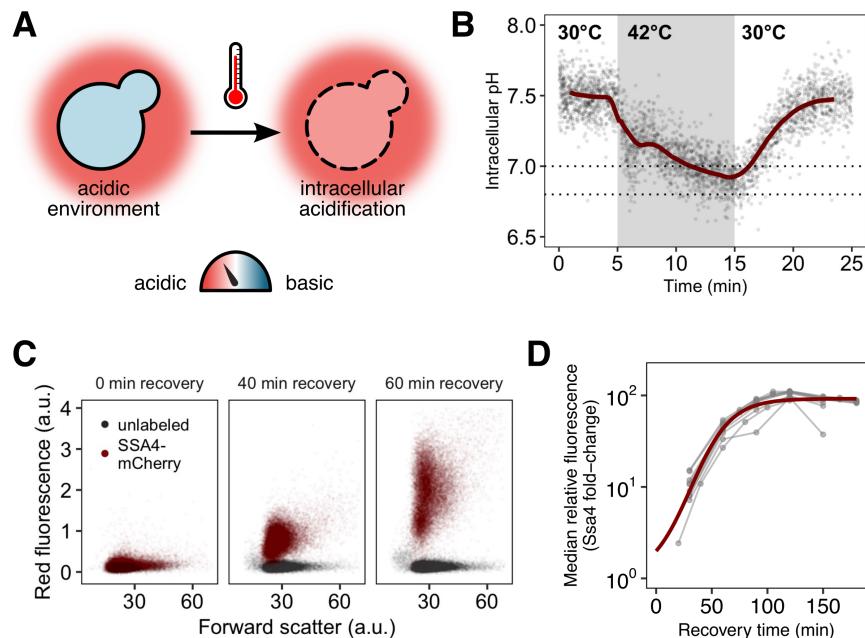 A
acidic
environment
intracellular
acidification
acidic
basic
B
30°C
42°C
30°C
Intracellular pH
8.0
7.5
7.0
6.5
0
5
10
15
20
25
Time (min)
C
0 min recovery
40 min recovery
60 min recovery
Red fluorescence (a.u.)
4
3
2
1
0
unlabeled
SSA4-
mCherry
30
60
30
60
30
60
Forward scatter (a.u.)
D
Median relative fluorescence
(Ssa4 fold−change)
10²
10¹
10⁰
0
50
100
150
Recovery time (min)